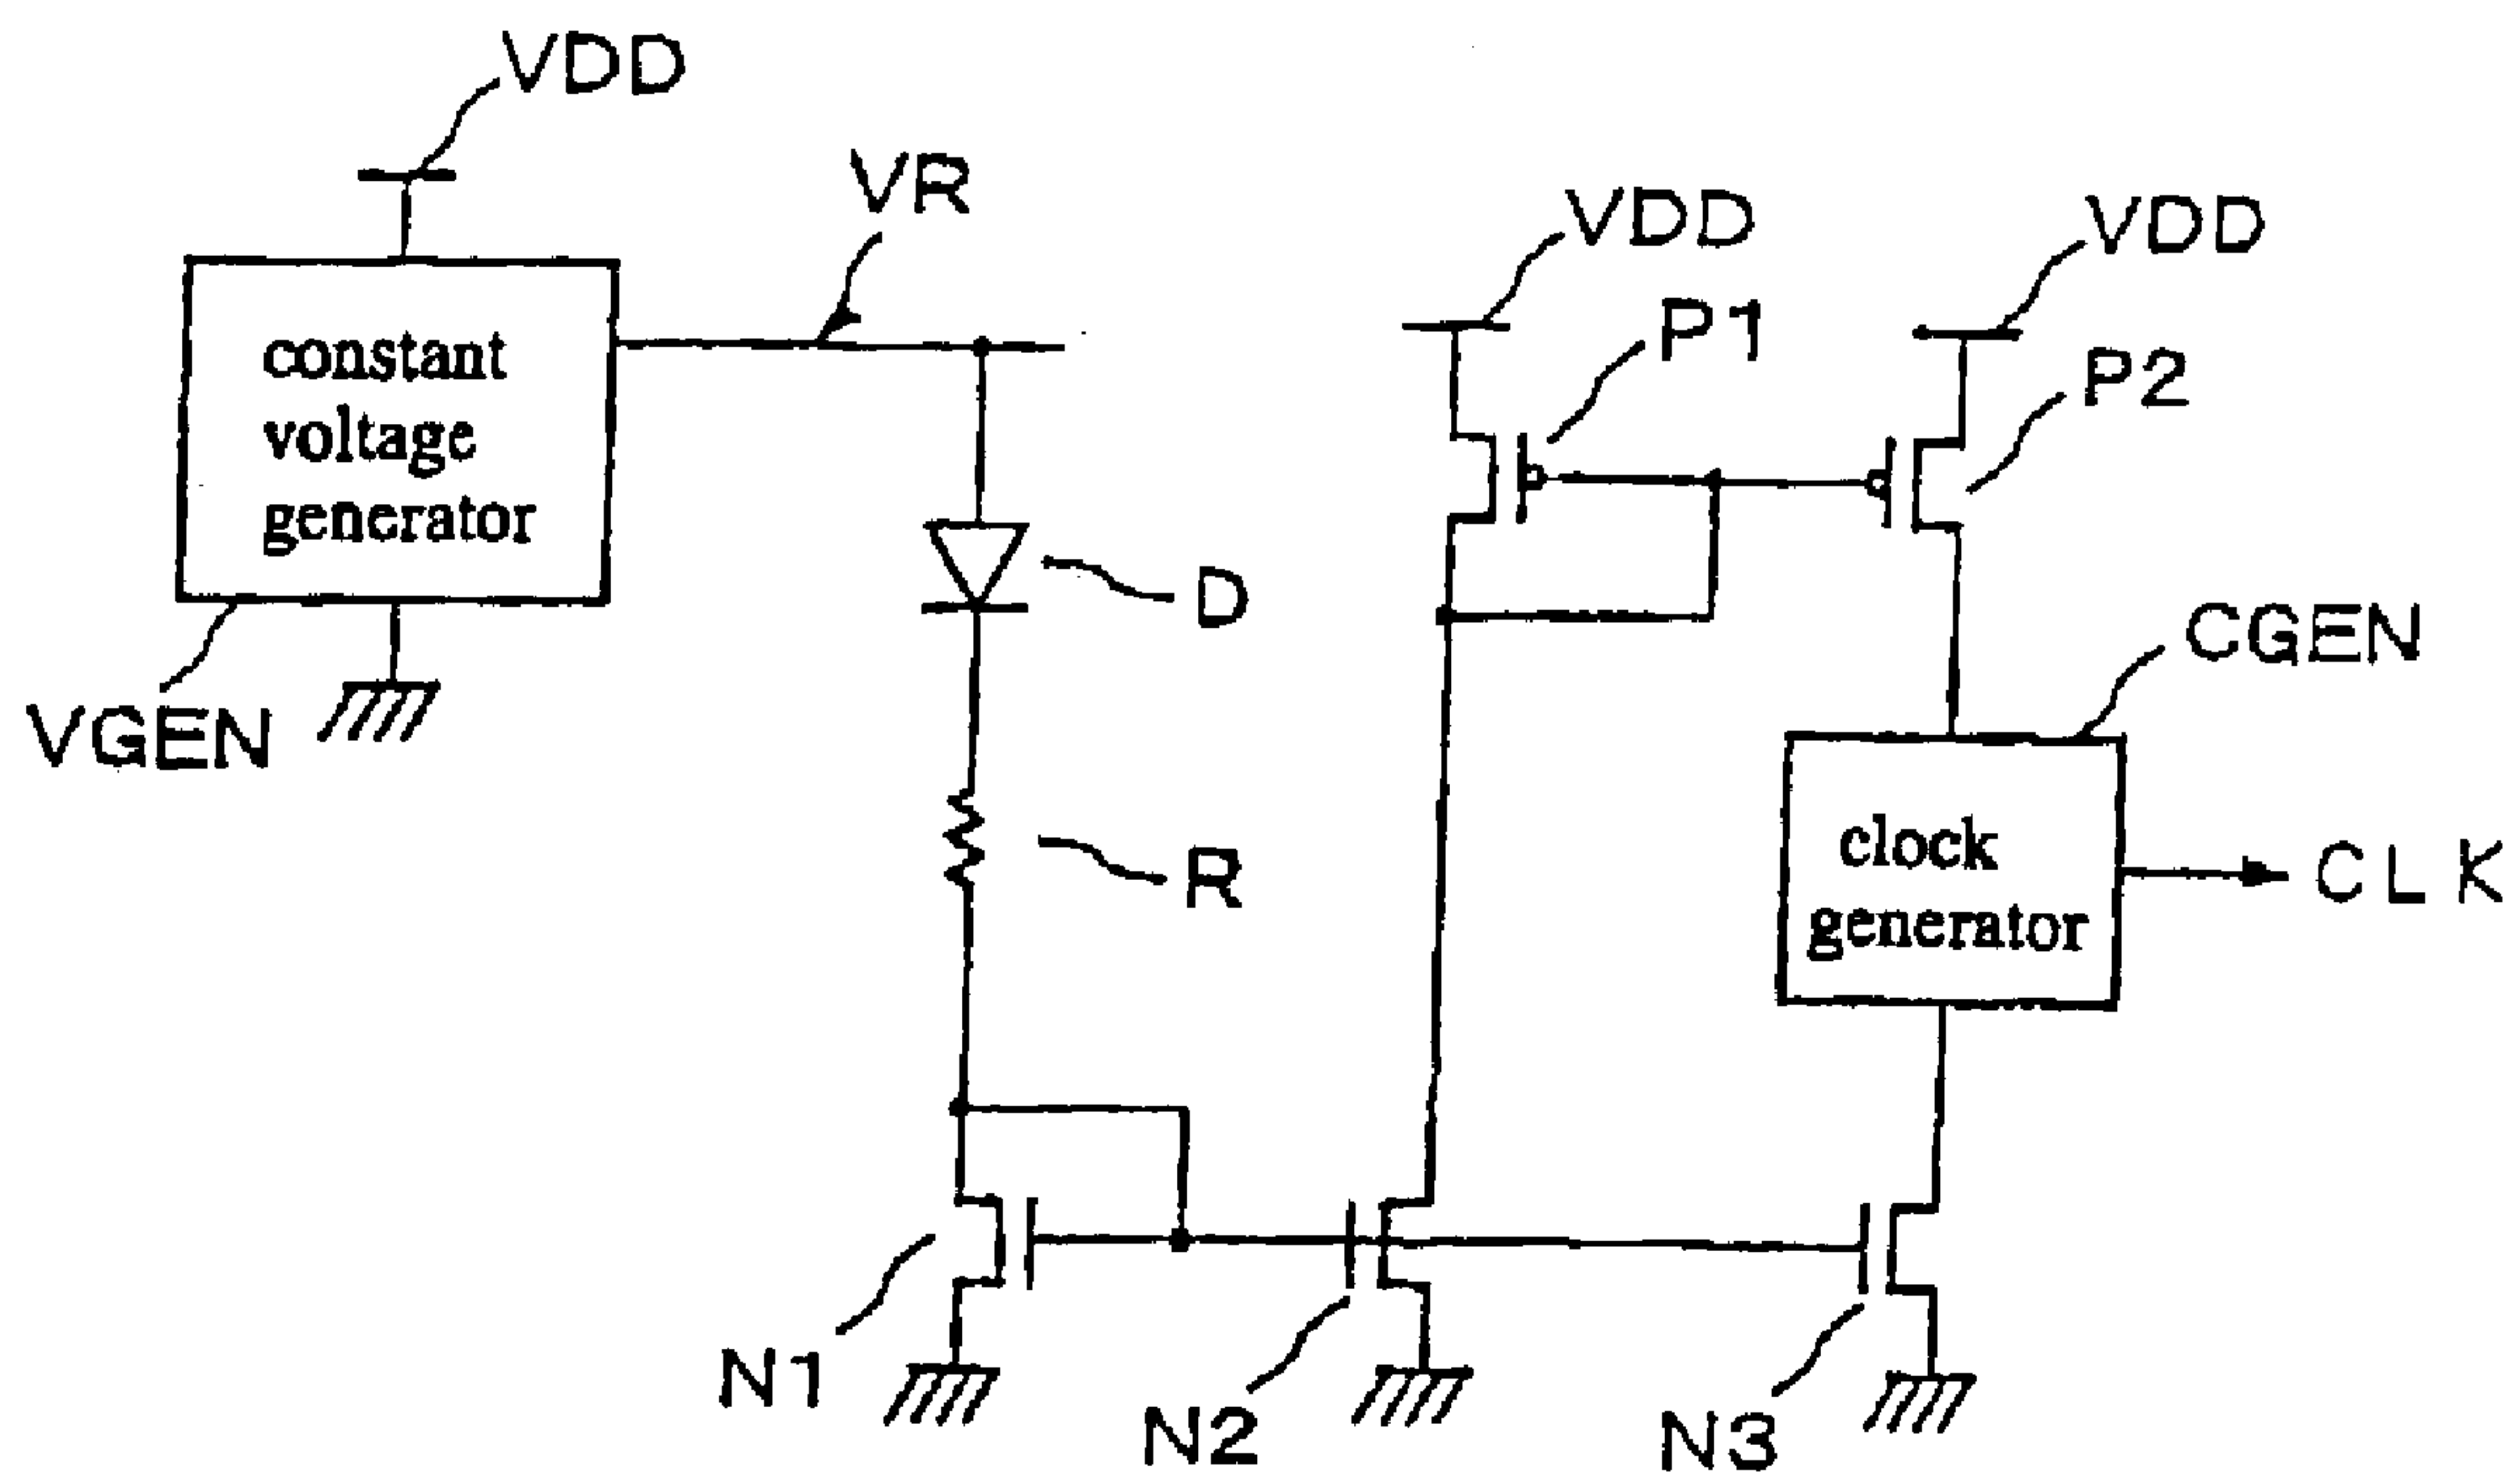 VDD
VR
VDD
VDD
P1
P2
constant
voltage
generator
D
CGEN
VGEN
clock
generator
CLK
R
N1
N2
N3